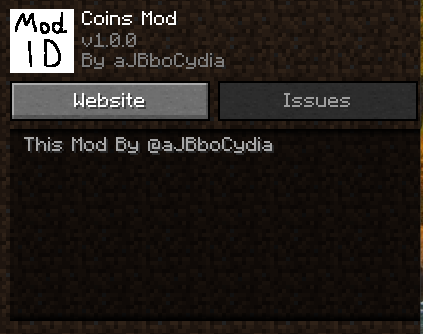 Mod
ID
Coins Mod
v1.0.0
By aJBboCydia
Website
Issues
This Mod By @aJBboCydia